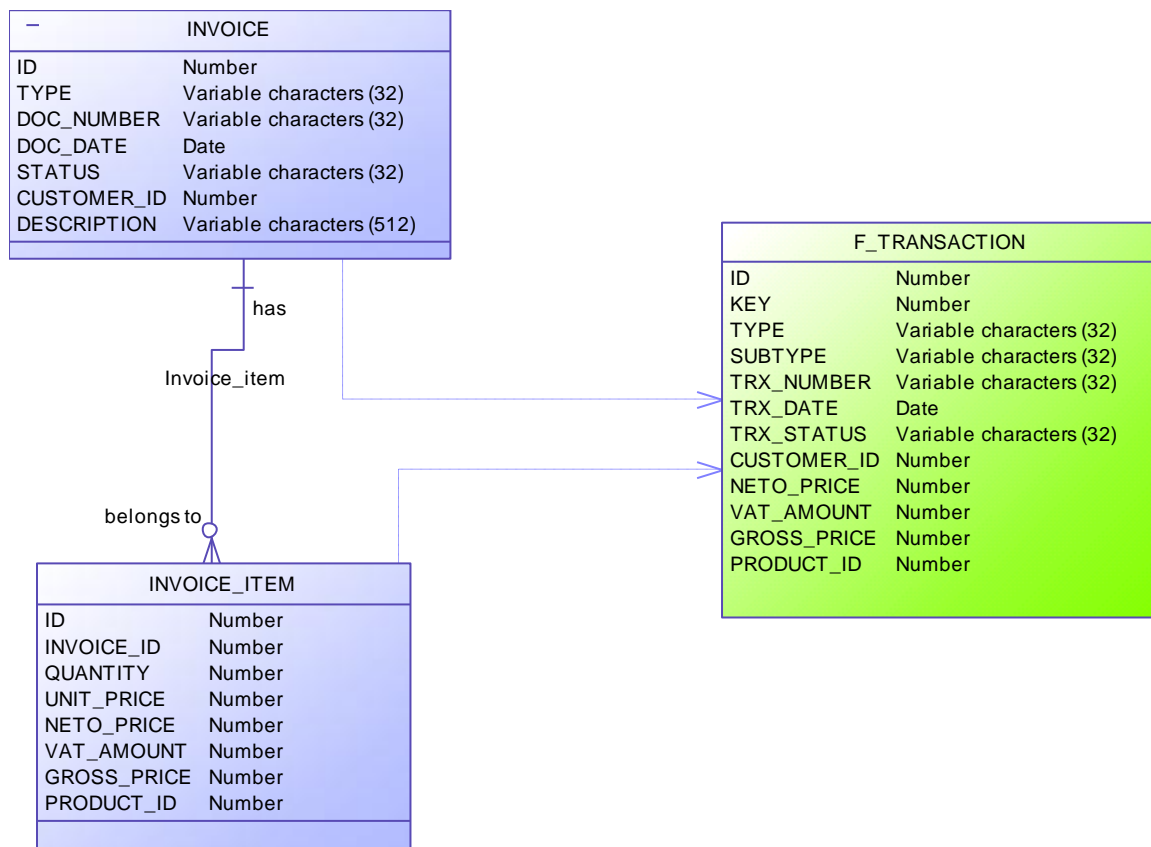 INVOICE
ID Number
TYPE Variable characters (32)
DOC_NUMBER Variable characters (32)
DOC_DATE Date
STATUS Variable characters (32)
CUSTOMER_ID Number
DESCRIPTION Variable characters (512)
has
Invoice_item
belongs to
INVOICE_ITEM
ID Number
INVOICE_ID Number
QUANTITY Number
UNIT_PRICE Number
NETO_PRICE Number
VAT_AMOUNT Number
GROSS_PRICE Number
PRODUCT_ID Number
F_TRANSACTION
ID Number
KEY Number
TYPE Variable characters (32)
SUBTYPE Variable characters (32)
TRX_NUMBER Variable characters (32)
TRX_DATE Date
TRX_STATUS Variable characters (32)
CUSTOMER_ID Number
NETO_PRICE Number
VAT_AMOUNT Number
GROSS_PRICE Number
PRODUCT_ID Number